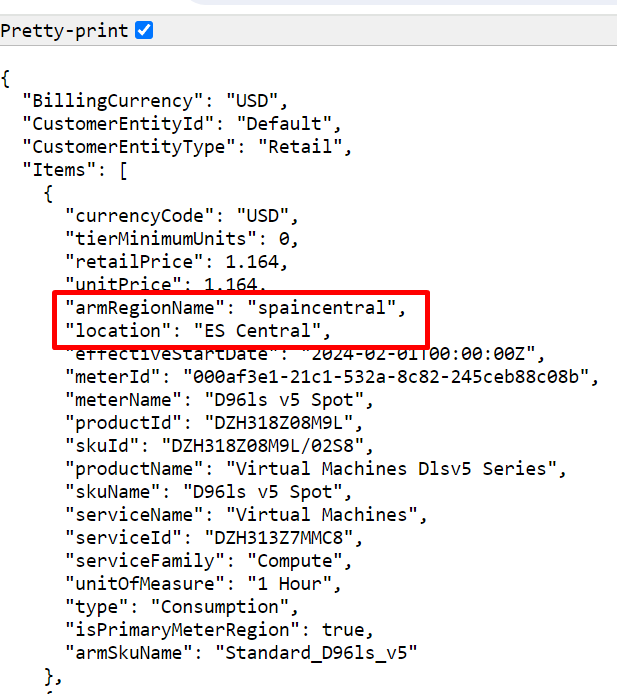 Pretty-print
{
"BillingCurrency": "USD",
"CustomerEntityId": "Default",
"CustomerEntityType": "Retail",
"Items": [
{
"currencyCode": "USD",
"tierMinimumUnits": 0,
"retailPrice": 1.164,
"unitPrice": 1.164,
"armRegionName": "spaincentral",
"location": "ES Central",
"effectiveStartDate": "2024-02-01T00:00:00Z",
"meterId": "000af3e1-21c1-532a-8c82-245ceb88c08b",
"meterName": "D96ls v5 Spot",
"productId": "DZH318Z08M9L",
"skuId": "DZH318Z08M9L/02S8",
"productName": "Virtual Machines Dlsv5 Series",
"skuName": "D96ls v5 Spot",
"serviceName": "Virtual Machines",
"serviceId": "DZH313Z7MMC8",
"serviceFamily": "Compute",
"unitOfMeasure": "1 Hour",
"type": "Consumption",
"isPrimaryMeterRegion": true,
"armSkuName": "Standard_D96ls_v5"
},